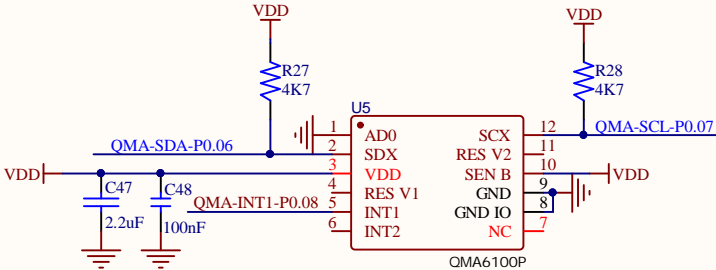 VDD
VDD
R27
4K7
R28
4K7
U5
1 AD0
SCX 12
QMA-SCL-P0.07
QMA-SDA-P0.06
2 SDX
RES V2 11
VDD
3 VDD
SEN B 10
VDD
C47
C48
4 RES V1
GND 9
QMA-INT1-P0.08
5 INT1
GND IO 8
2.2uF
100nF
6 INT2
NC 7
QMA6100P